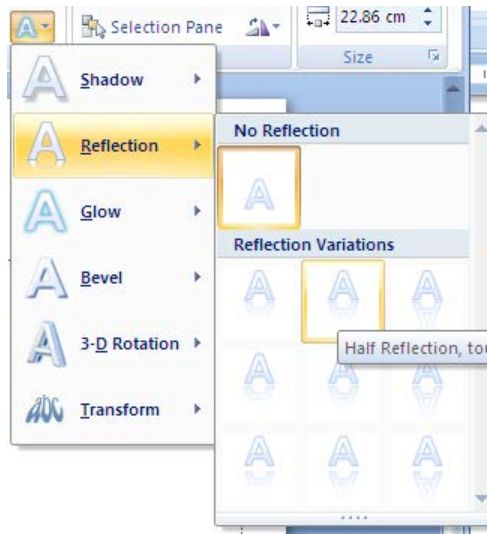 Selection Pane
22.86 cm
Size
Shadow
Reflection
Glow
Bevel
3-D Rotation
Transform
No Reflection
Reflection Variations
Half Reflection, tou